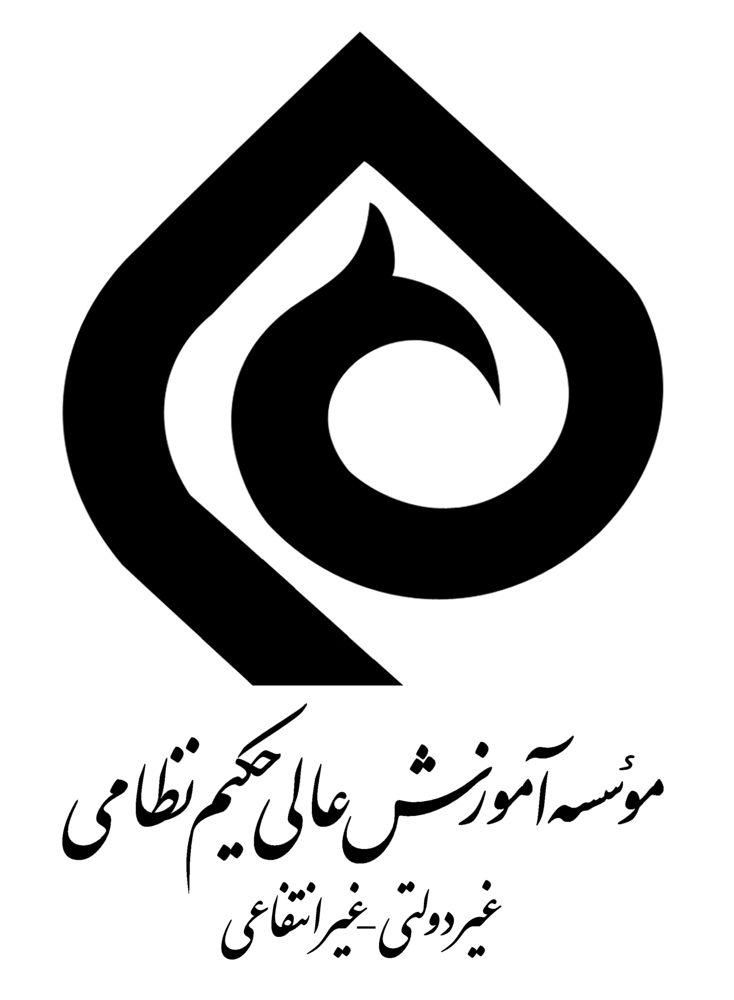 مؤسسه آموزش عالی حکیم نظامی
غیردولتی _ غیرانتفاعی